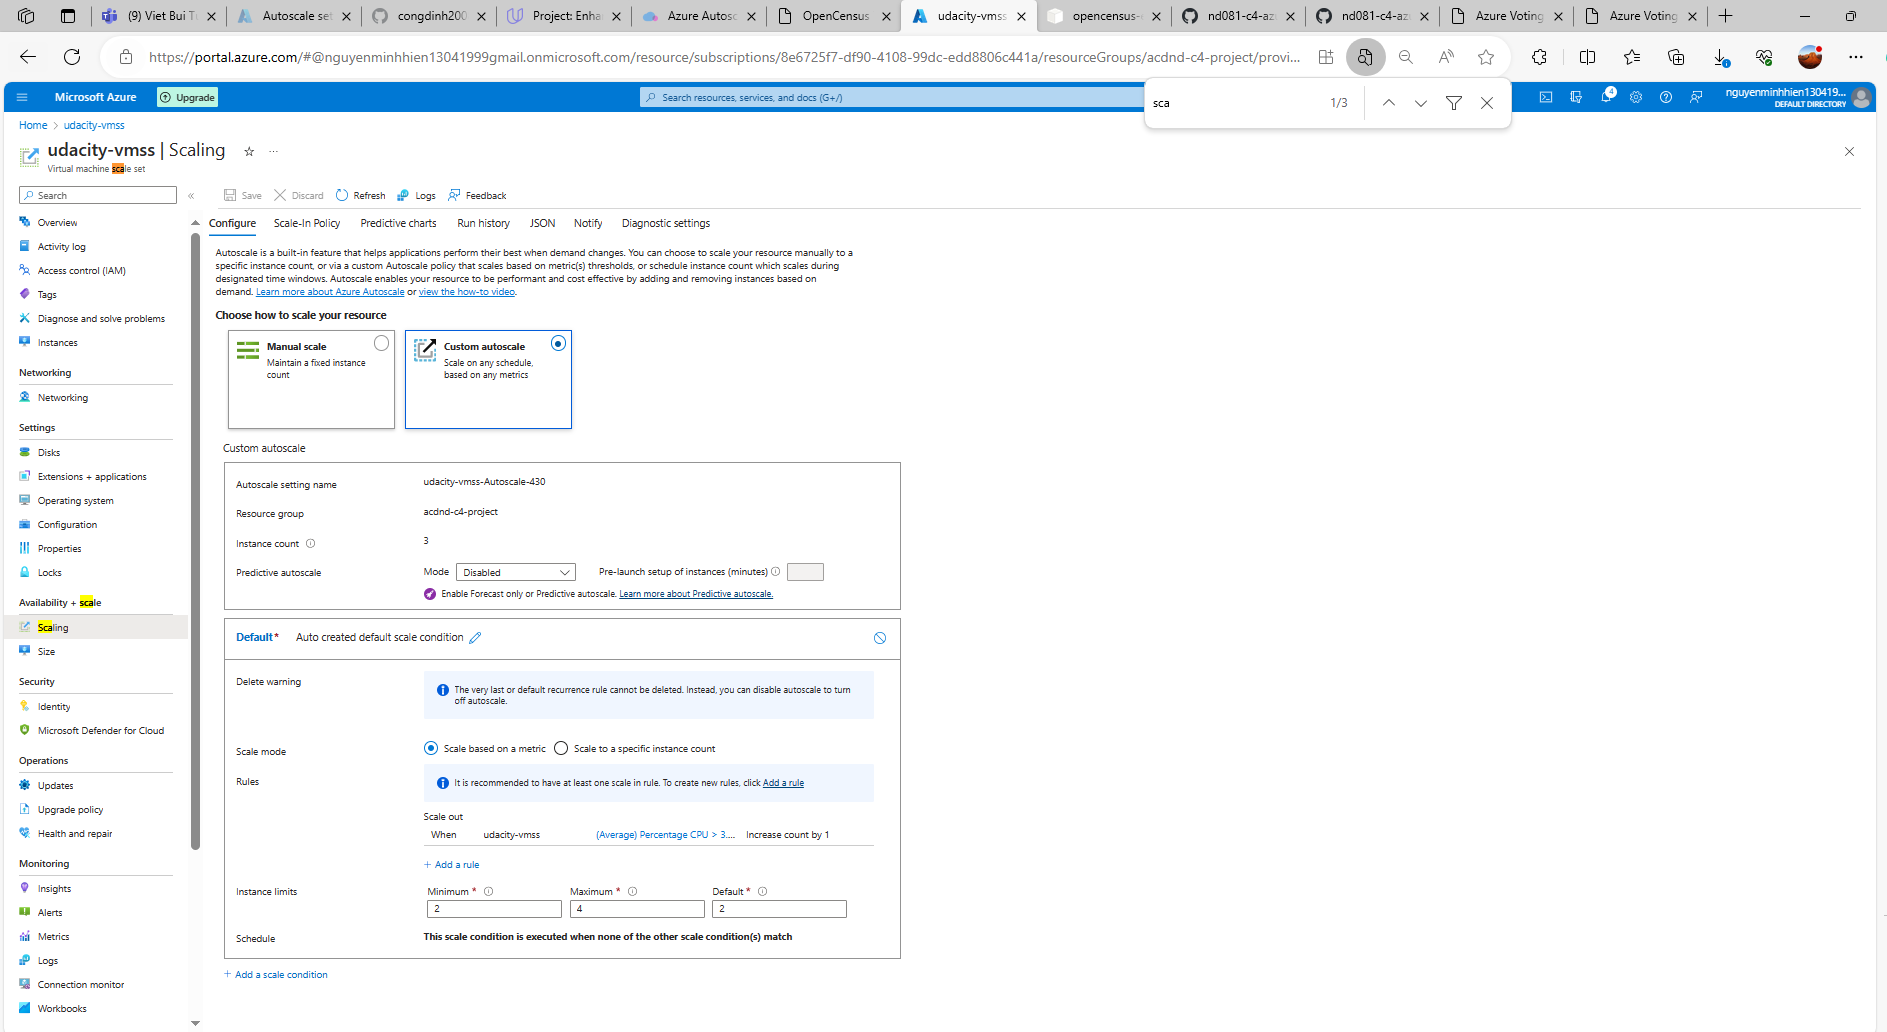 (9) Viet Bui T
Autoscale set
congdinh200
Project: Enha
Azure Autosc
OpenCensus
udacity-vmss
opencensus-
nd081-c4-az
nd081-c4-az
Azure Voting
Azure Voting
https://portal.azure.com/#@nguyenminhhien13041999gmail.onmicrosoft.com/resource/subscriptions/8e6725f7-df90-4108-99dc-edd8806c441a/resourceGroups/acdnd-c4-project/provi...
Microsoft Azure
Upgrade
Search resources, services, and docs (G+/)
sca
1/3
4
nguyenminhhien130419...
DEFAULT DIRECTORY
Home > udacity-vmss
udacity-vmss | Scaling
Virtual machine scale set
Search
Save
Discard
Refresh
Logs
Feedback
Overview
Activity log
Access control (IAM)
Tags
Diagnose and solve problems
Instances
Networking
Networking
Settings
Disks
Extensions + applications
Operating system
Configuration
Properties
Locks
Availability + scale
Scaling
Size
Security
Identity
Microsoft Defender for Cloud
Operations
Updates
Upgrade policy
Health and repair
Monitoring
Insights
Alerts
Metrics
Logs
Connection monitor
Workbooks
Configure
Scale-In Policy
Predictive charts
Run history
JSON
Notify
Diagnostic settings
Autoscale is a built-in feature that helps applications perform their best when demand changes. You can choose to scale your resource manually to a
specific instance count, or via a custom Autoscale policy that scales based on metric(s) thresholds, or schedule instance count which scales during
designated time windows. Autoscale enables your resource to be performant and cost effective by adding and removing instances based on
demand. Learn more about Azure Autoscale or view the how-to video.
Choose how to scale your resource
Manual scale
Maintain a fixed instance
count
Custom autoscale
Scale on any schedule,
based on any metrics
Custom autoscale
Autoscale setting name
udacity-vmss-Autoscale-430
Resource group
acdnd-c4-project
Instance count
3
Predictive autoscale
Mode
Disabled
Pre-launch setup of instances (minutes)
Enable Forecast only or Predictive autoscale. Learn more about Predictive autoscale.
Default*
Auto created default scale condition
Delete warning
The very last or default recurrence rule cannot be deleted. Instead, you can disable autoscale to turn
off autoscale.
Scale mode
Scale based on a metric
Scale to a specific instance count
Rules
It is recommended to have at least one scale in rule. To create new rules, click Add a rule
Scale out
When
udacity-vmss
(Average) Percentage CPU > 3....
Increase count by 1
+ Add a rule
Instance limits
Minimum *
Maximum *
Default *
2
4
2
Schedule
This scale condition is executed when none of the other scale condition(s) match
+ Add a scale condition